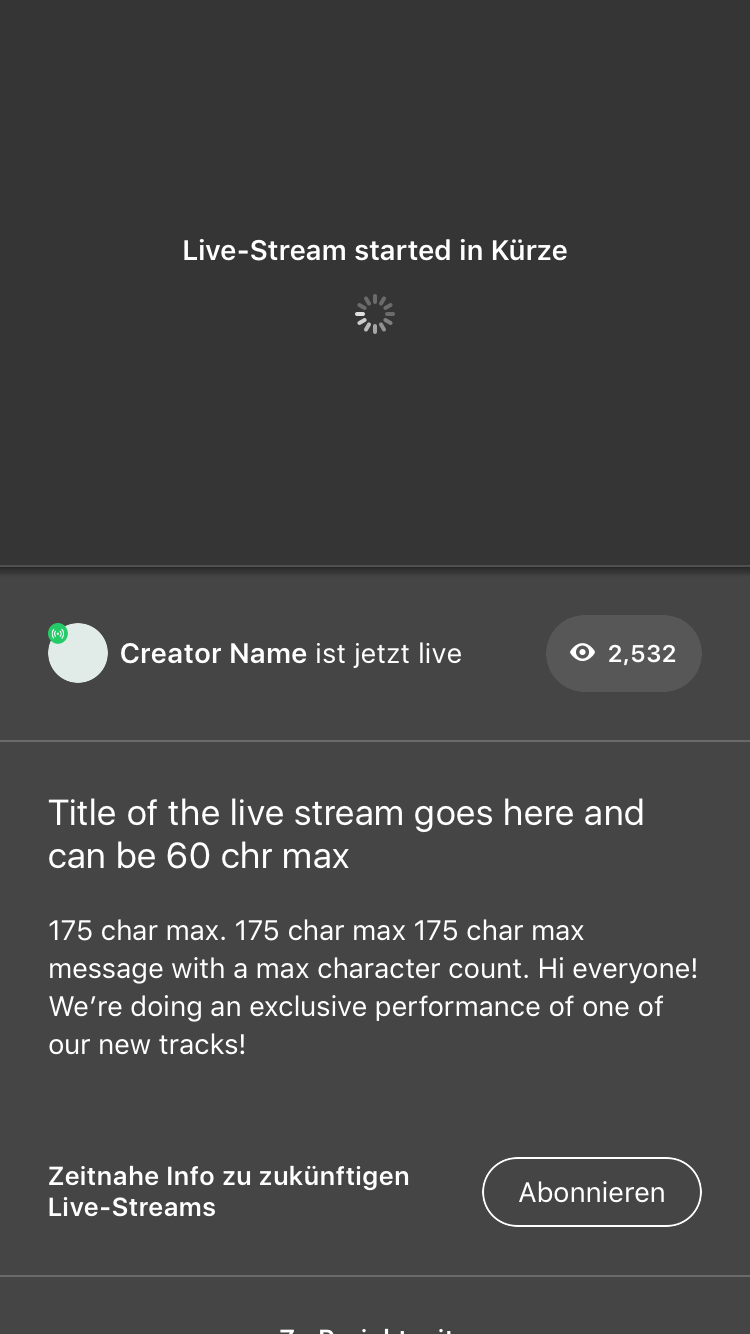 Live-Stream started in Kürze
Creator Name ist jetzt live
2,532
Title of the live stream goes here and
can be 60 chr max
175 char max. 175 char max 175 char max
message with a max character count. Hi everyone!
We’re doing an exclusive performance of one of
our new tracks!
Zeitnahe Info zu zukünftigen
Live-Streams
Abonnieren